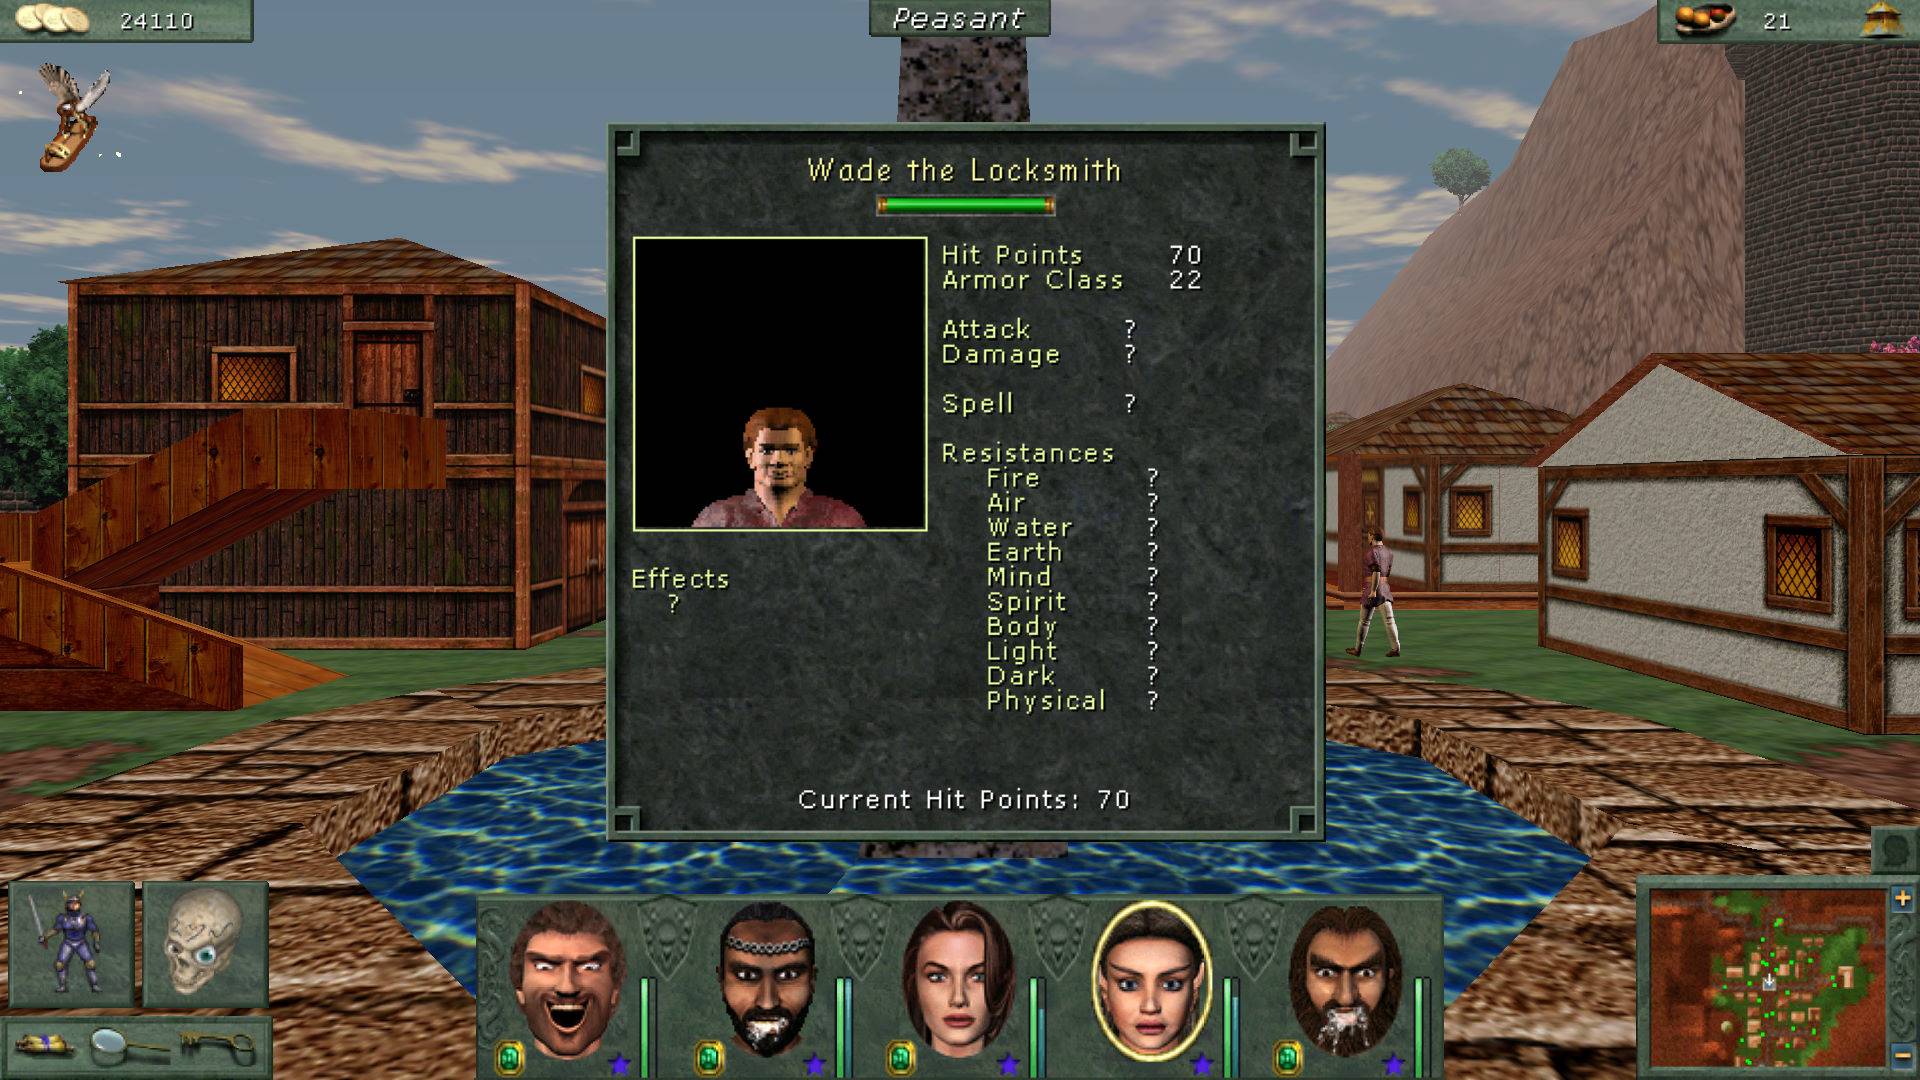 24110
Peasant
21
Wade the Locksmith
Hit Points 70
Armor Class 22
Attack ?
Damage ?
Spell ?
Resistances
Fire ?
Air ?
Water ?
Earth ?
Mind ?
Spirit ?
Body ?
Light ?
Dark ?
Physical ?
Effects
?
Current Hit Points: 70